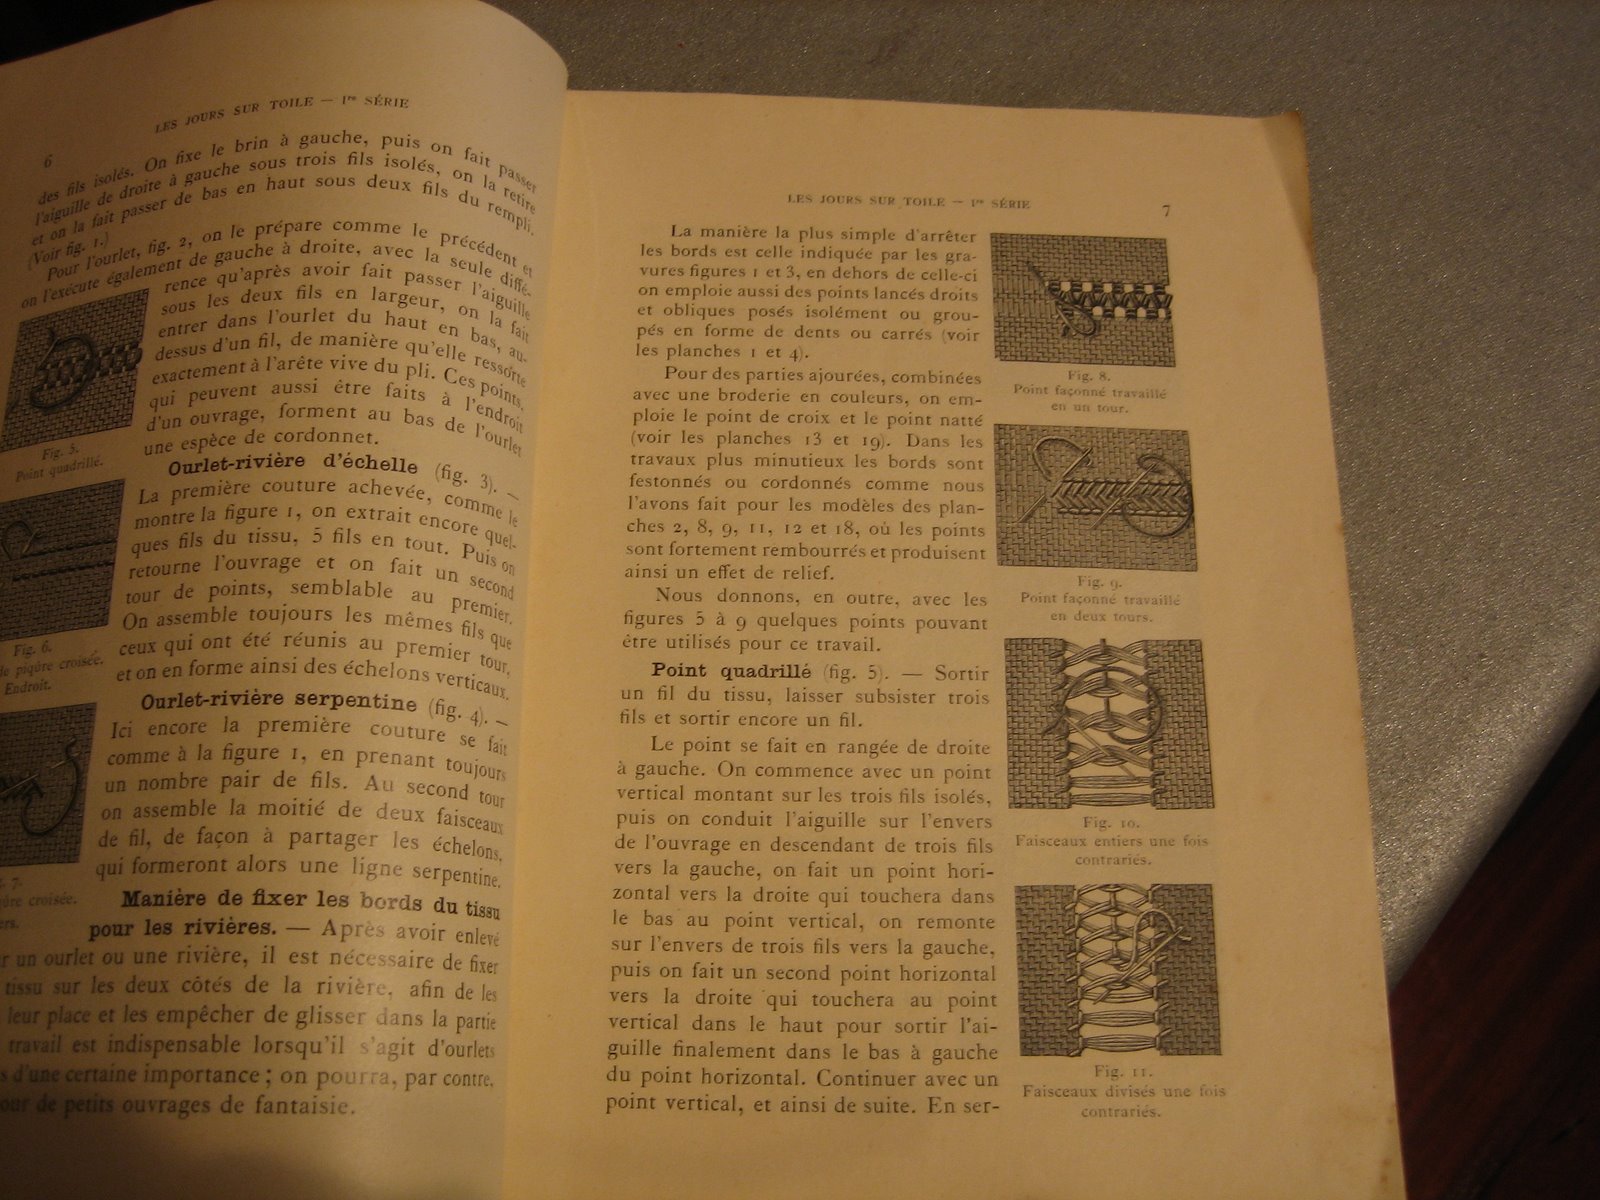 LES JOURS SUR TOILE — Ire SÉRIE
6
des fils isolés. On fixe le brin à gauche, puis on fait passer
l'aiguille de droite à gauche sous trois fils isolés, on la retire
et on la fait passer de bas en haut sous deux fils du rempli.
(Voir fig. 1.)
Pour l'ourlet, fig. 2, on le prépare comme le précédent et
on l'exécute également de gauche à droite, avec la seule diffé-
rence qu'après avoir fait passer l'aiguille
sous les deux fils en largeur, on la fait
entrer dans l'ourlet du haut en bas, au-
dessus d'un fil, de manière qu'elle ressorte
exactement à l'arête vive du pli. Ces points,
qui peuvent aussi être faits à l'endroit
d'un ouvrage, forment au bas de l'ourlet
une espèce de cordonnet.
Fig. 5.
Point quadrillé.
Ourlet-rivière d'échelle (fig. 3). —
La première couture achevée, comme le
montre la figure 1, on extrait encore quel-
ques fils du tissu, 5 fils en tout. Puis on
retourne l'ouvrage et on fait un second
tour de points, semblable au premier.
On assemble toujours les mêmes fils que
ceux qui ont été réunis au premier tour,
et on en forme ainsi des échelons verticaux.
Fig. 6.
de piqûre croisée.
Endroit.
Ourlet-rivière serpentine (fig. 4). —
Ici encore la première couture se fait
comme à la figure 1, en prenant toujours
un nombre pair de fils. Au second tour
on assemble la moitié de deux faisceaux
de fil, de façon à partager les échelons,
qui formeront alors une ligne serpentine.
7.
piqûre croisée.
ers.
Manière de fixer les bords du tissu
pour les rivières. — Après avoir enlevé
r un ourlet ou une rivière, il est nécessaire de fixer
tissu sur les deux côtés de la rivière, afin de les
leur place et les empêcher de glisser dans la partie
travail est indispensable lorsqu'il s'agit d'ourlets
s d'une certaine importance; on pourra, par contre,
our de petits ouvrages de fantaisie.
LES JOURS SUR TOILE — Ire SÉRIE
7
La manière la plus simple d'arrêter
les bords est celle indiquée par les gra-
vures figures 1 et 3, en dehors de celle-ci
on emploie aussi des points lancés droits
et obliques posés isolément ou grou-
pés en forme de dents ou carrés (voir
les planches 1 et 4).
Pour des parties ajourées, combinées
avec une broderie en couleurs, on em-
ploie le point de croix et le point natté
(voir les planches 13 et 19). Dans les
travaux plus minutieux les bords sont
festonnés ou cordonnés comme nous
l'avons fait pour les modèles des plan-
ches 2, 8, 9, 11, 12 et 18, où les points
sont fortement rembourrés et produisent
ainsi un effet de relief.
Nous donnons, en outre, avec les
figures 5 à 9 quelques points pouvant
être utilisés pour ce travail.
Point quadrillé (fig. 5). — Sortir
un fil du tissu, laisser subsister trois
fils et sortir encore un fil.
Le point se fait en rangée de droite
à gauche. On commence avec un point
vertical montant sur les trois fils isolés,
puis on conduit l'aiguille sur l'envers
de l'ouvrage en descendant de trois fils
vers la gauche, on fait un point hori-
zontal vers la droite qui touchera dans
le bas au point vertical, on remonte
sur l'envers de trois fils vers la gauche,
puis on fait un second point horizontal
vers la droite qui touchera au point
vertical dans le haut pour sortir l'ai-
guille finalement dans le bas à gauche
du point horizontal. Continuer avec un
point vertical, et ainsi de suite. En ser-
Fig. 8.
Point façonné travaillé
en un tour.
Fig. 9.
Point façonné travaillé
en deux tours.
Fig. 10.
Faisceaux entiers une fois
contrariés.
Fig. 11.
Faisceaux divisés une fois
contrariés.